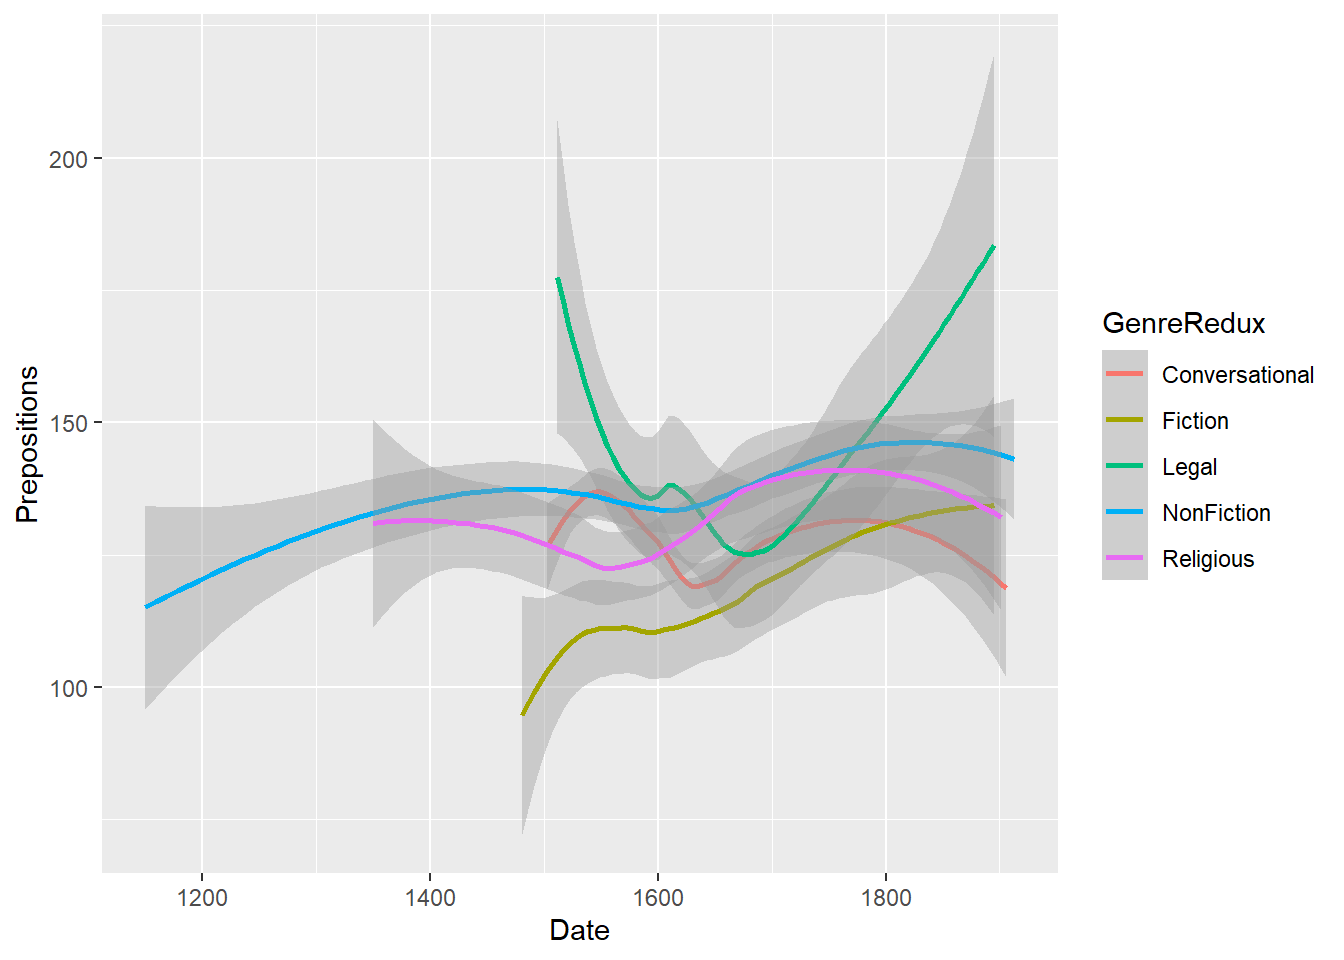 200
150
100
Prepositions
1200 1400 1600 1800
Date
GenreRedux
Conversational
Fiction
Legal
NonFiction
Religious